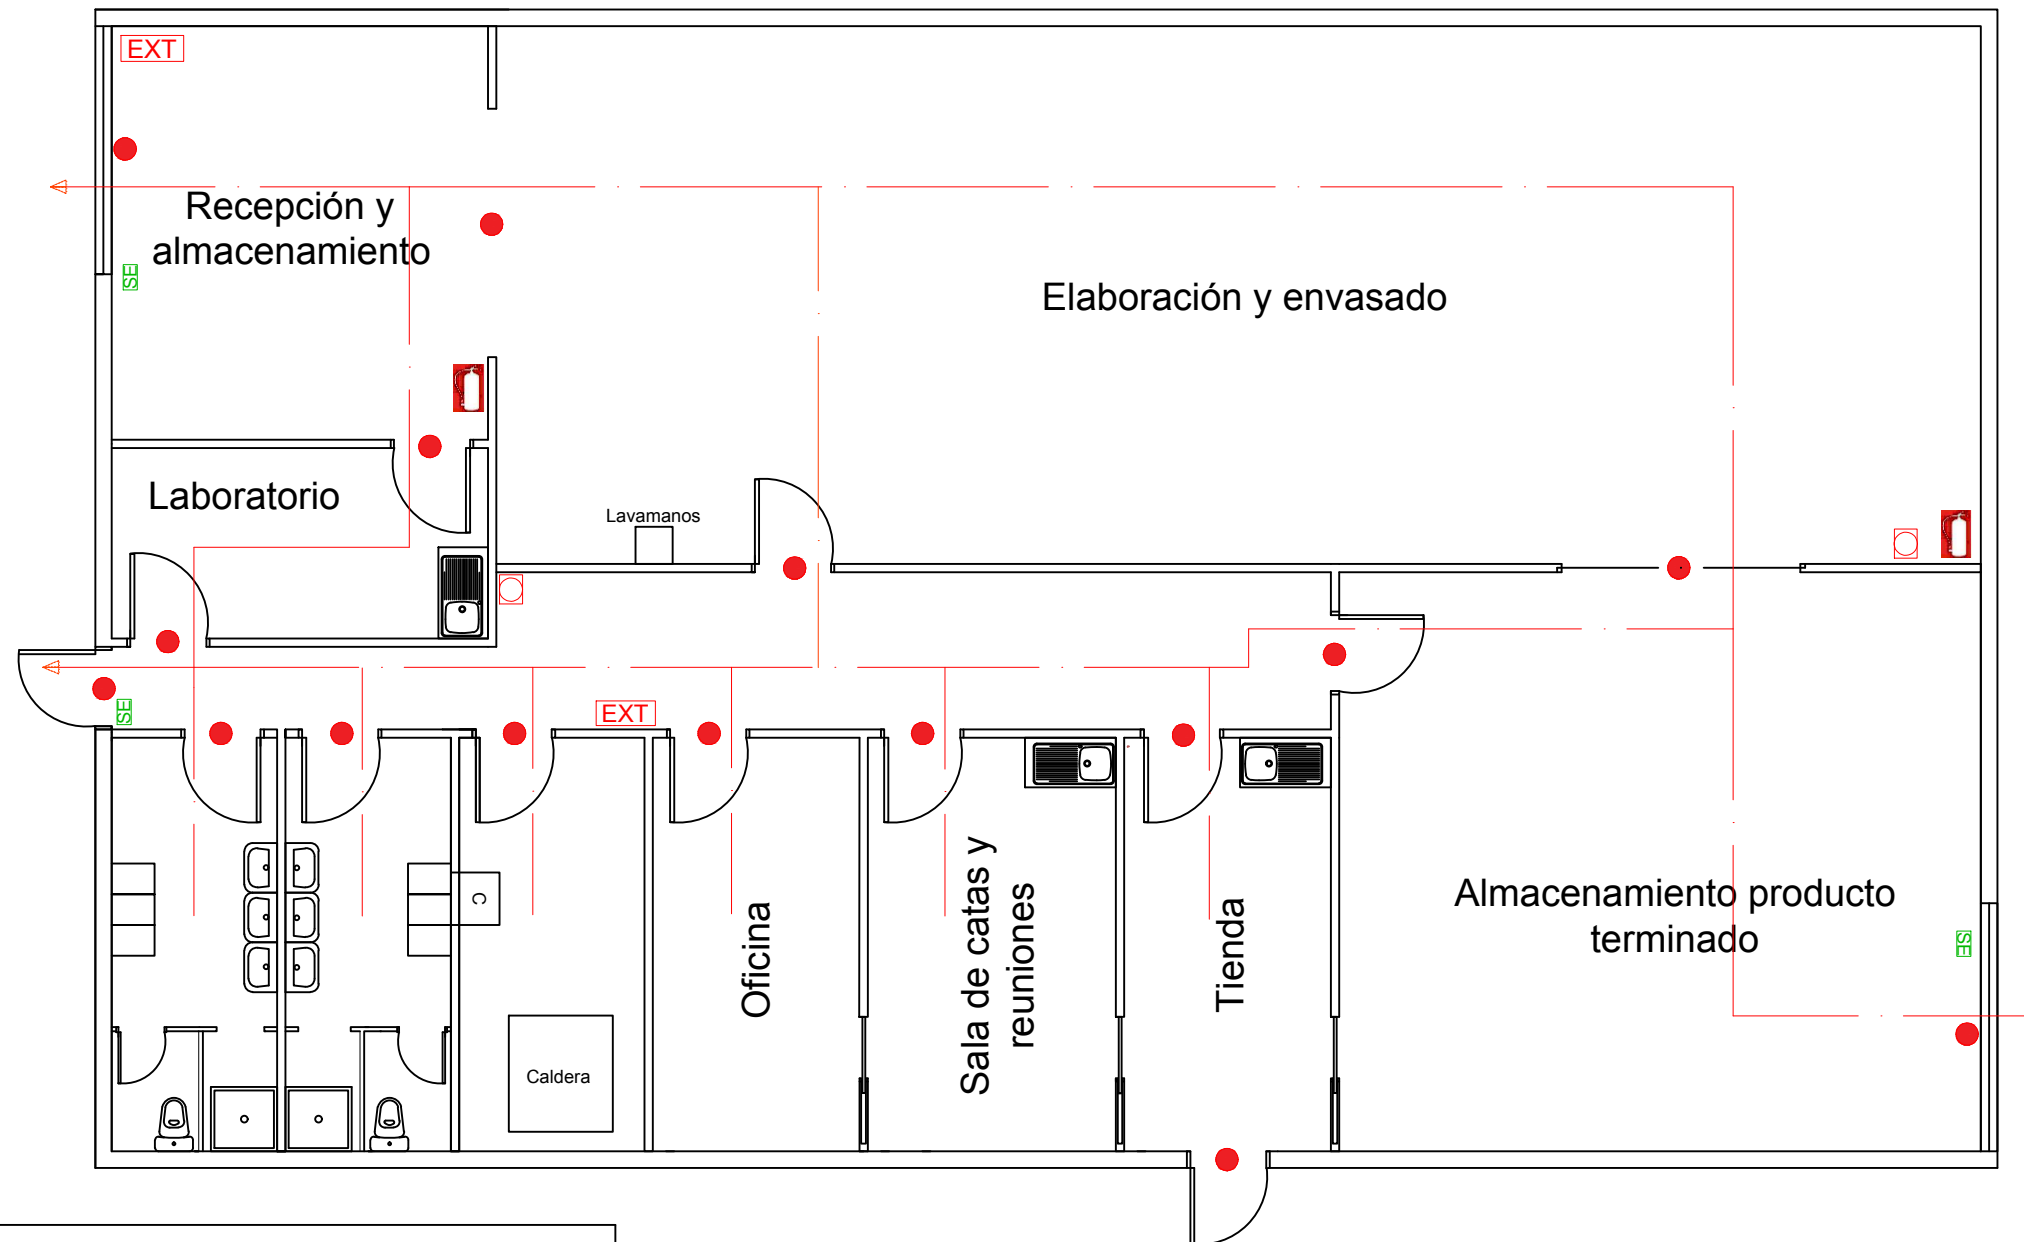 EXT
Recepción y
almacenamiento
SE
Elaboración y envasado
Laboratorio
Lavamanos
SE
EXT
C
Oficina
Sala de catas y
reuniones
Tienda
Almacenamiento producto
terminado
SE
Caldera